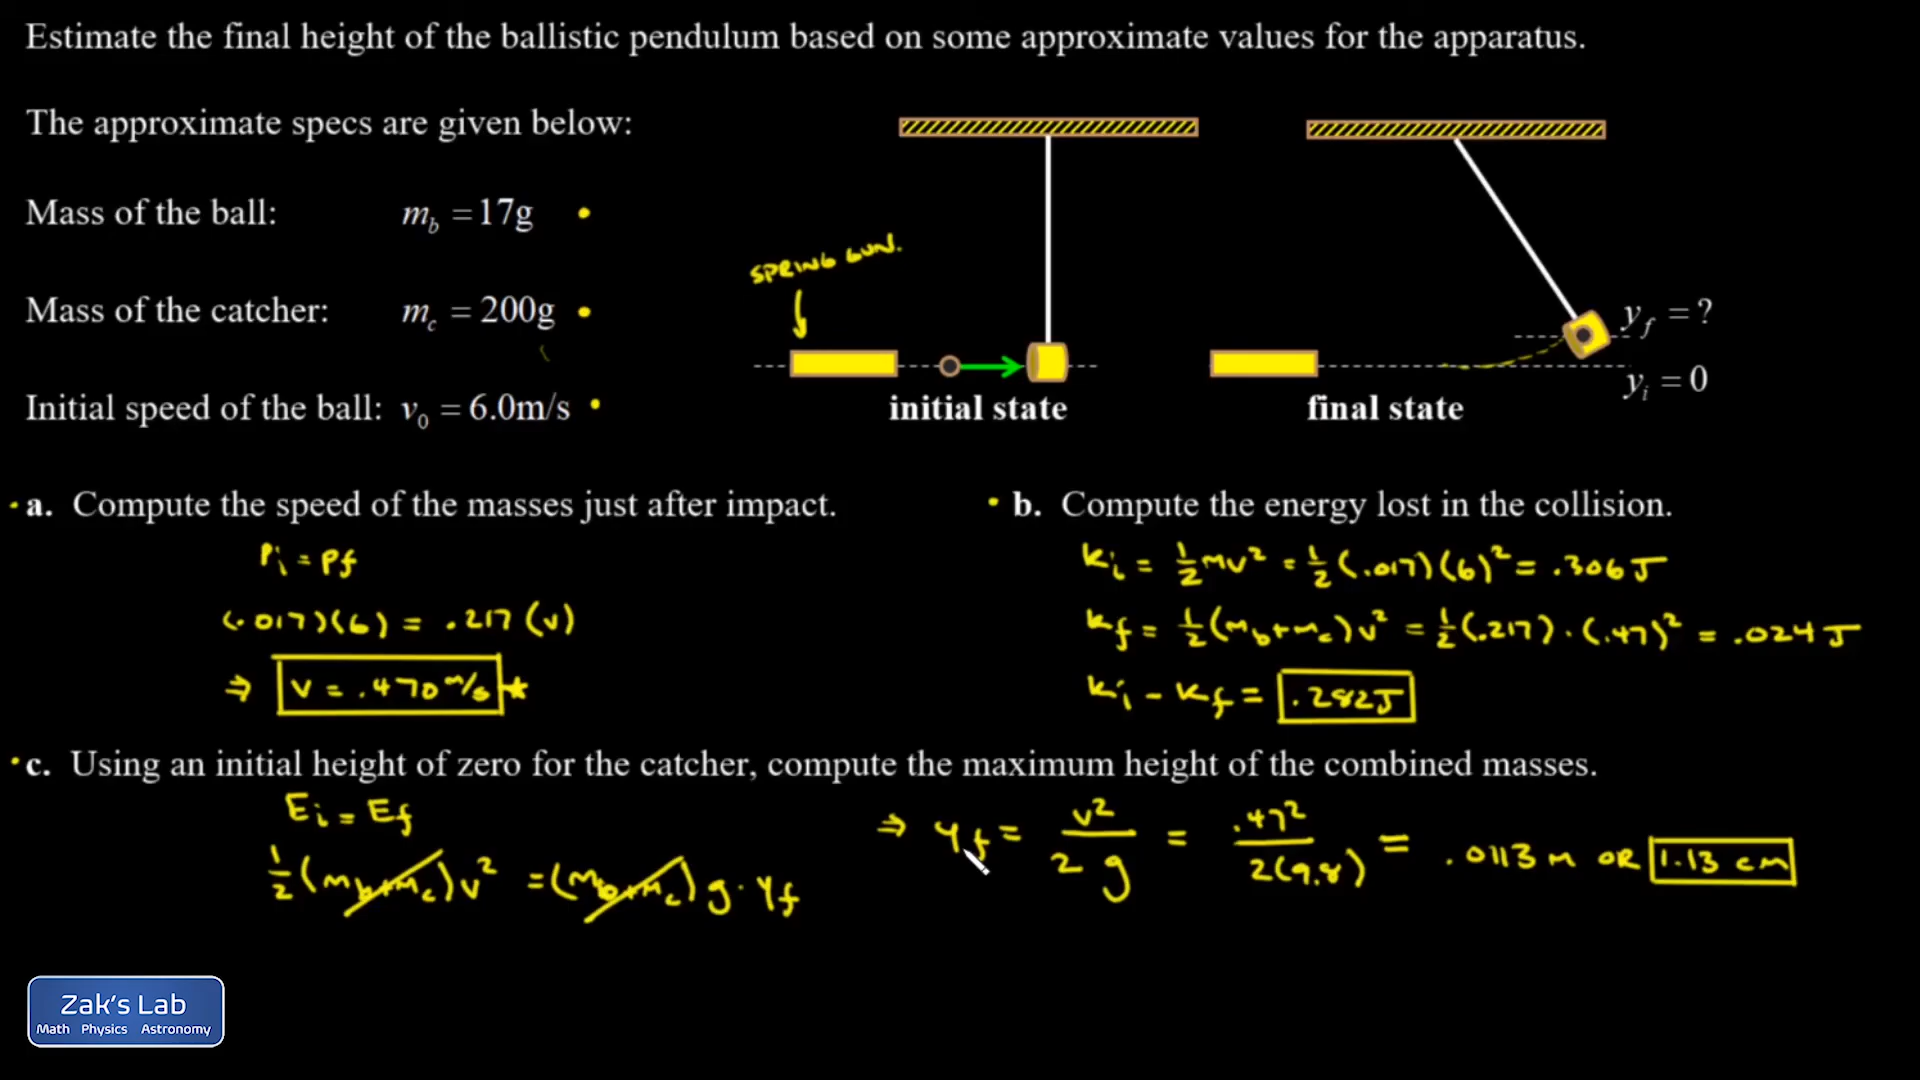 Estimate the final height of the ballistic pendulum based on some approximate values for the apparatus.
The approximate specs are given below:
Mass of the ball: m_b = 17g
Mass of the catcher: m_c = 200g
Initial speed of the ball: v_0 = 6.0m/s
SPRING GUN.
initial state
y_f = ?
y_i = 0
final state
a. Compute the speed of the masses just after impact.
P_i = P_f
(.017)(6) = .217 (v)
⇒ v = .470 m/s ★
b. Compute the energy lost in the collision.
K_i = 1/2 mv² = 1/2 (.017)(6)² = .306 J
K_f = 1/2 (m_b+m_c)v² = 1/2 (.217) · (.47)² = .024 J
K_i - K_f = .282J
c. Using an initial height of zero for the catcher, compute the maximum height of the combined masses.
E_i = E_f
1/2 (m_b+m_c)v² = (m_b+m_c) g · y_f
⇒ y_f = v²/2g = .47²/2(9.8) = .0113 m OR 1.13 cm
Zak's Lab
Math Physics Astronomy